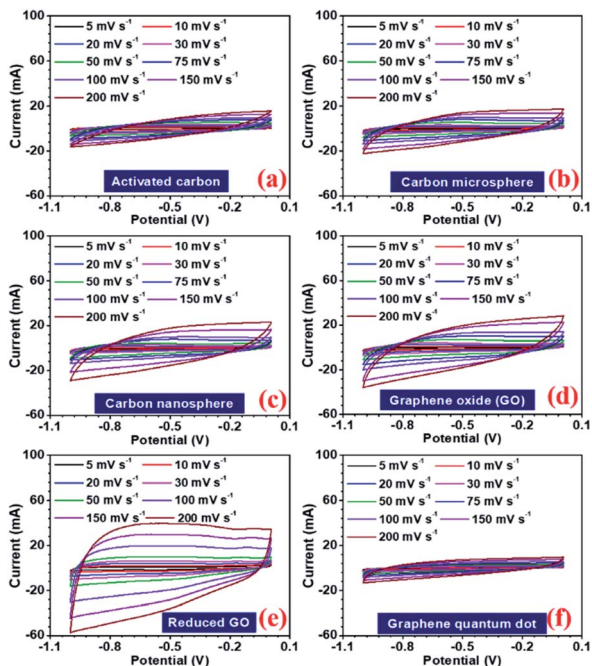 100
60
20
-20
-60
Current (mA)
5 mV s⁻¹ 10 mV s⁻¹
20 mV s⁻¹ 30 mV s⁻¹
50 mV s⁻¹ 75 mV s⁻¹
100 mV s⁻¹ 150 mV s⁻¹
200 mV s⁻¹
Activated carbon (a)
-1.1 -0.8 -0.5 -0.2 0.1
Potential (V)
100
60
20
-20
-60
Current (mA)
5 mV s⁻¹ 10 mV s⁻¹
20 mV s⁻¹ 30 mV s⁻¹
50 mV s⁻¹ 75 mV s⁻¹
100 mV s⁻¹ 150 mV s⁻¹
200 mV s⁻¹
Carbon microsphere (b)
-1.1 -0.8 -0.5 -0.2 0.1
Potential (V)
100
60
20
-20
-60
Current (mA)
5 mV s⁻¹ 10 mV s⁻¹
20 mV s⁻¹ 30 mV s⁻¹
50 mV s⁻¹ 75 mV s⁻¹
100 mV s⁻¹ 150 mV s⁻¹
200 mV s⁻¹
Carbon nanosphere (c)
-1.1 -0.8 -0.5 -0.2 0.1
Potential (V)
100
60
20
-20
-60
Current (mA)
5 mV s⁻¹ 10 mV s⁻¹
20 mV s⁻¹ 30 mV s⁻¹
50 mV s⁻¹ 75 mV s⁻¹
100 mV s⁻¹ 150 mV s⁻¹
200 mV s⁻¹
Graphene oxide (GO) (d)
-1.1 -0.8 -0.5 -0.2 0.1
Potential (V)
100
60
20
-20
-60
Current (mA)
5 mV s⁻¹ 10 mV s⁻¹
20 mV s⁻¹ 30 mV s⁻¹
50 mV s⁻¹ 100 mV s⁻¹
150 mV s⁻¹ 200 mV s⁻¹
(e) Reduced GO
-1.1 -0.8 -0.5 -0.2 0.1
Potential (V)
100
60
20
-20
-60
Current (mA)
5 mV s⁻¹ 10 mV s⁻¹
20 mV s⁻¹ 30 mV s⁻¹
50 mV s⁻¹ 75 mV s⁻¹
100 mV s⁻¹ 150 mV s⁻¹
200 mV s⁻¹
Graphene quantum dot (f)
-1.1 -0.8 -0.5 -0.2 0.1
Potential (V)